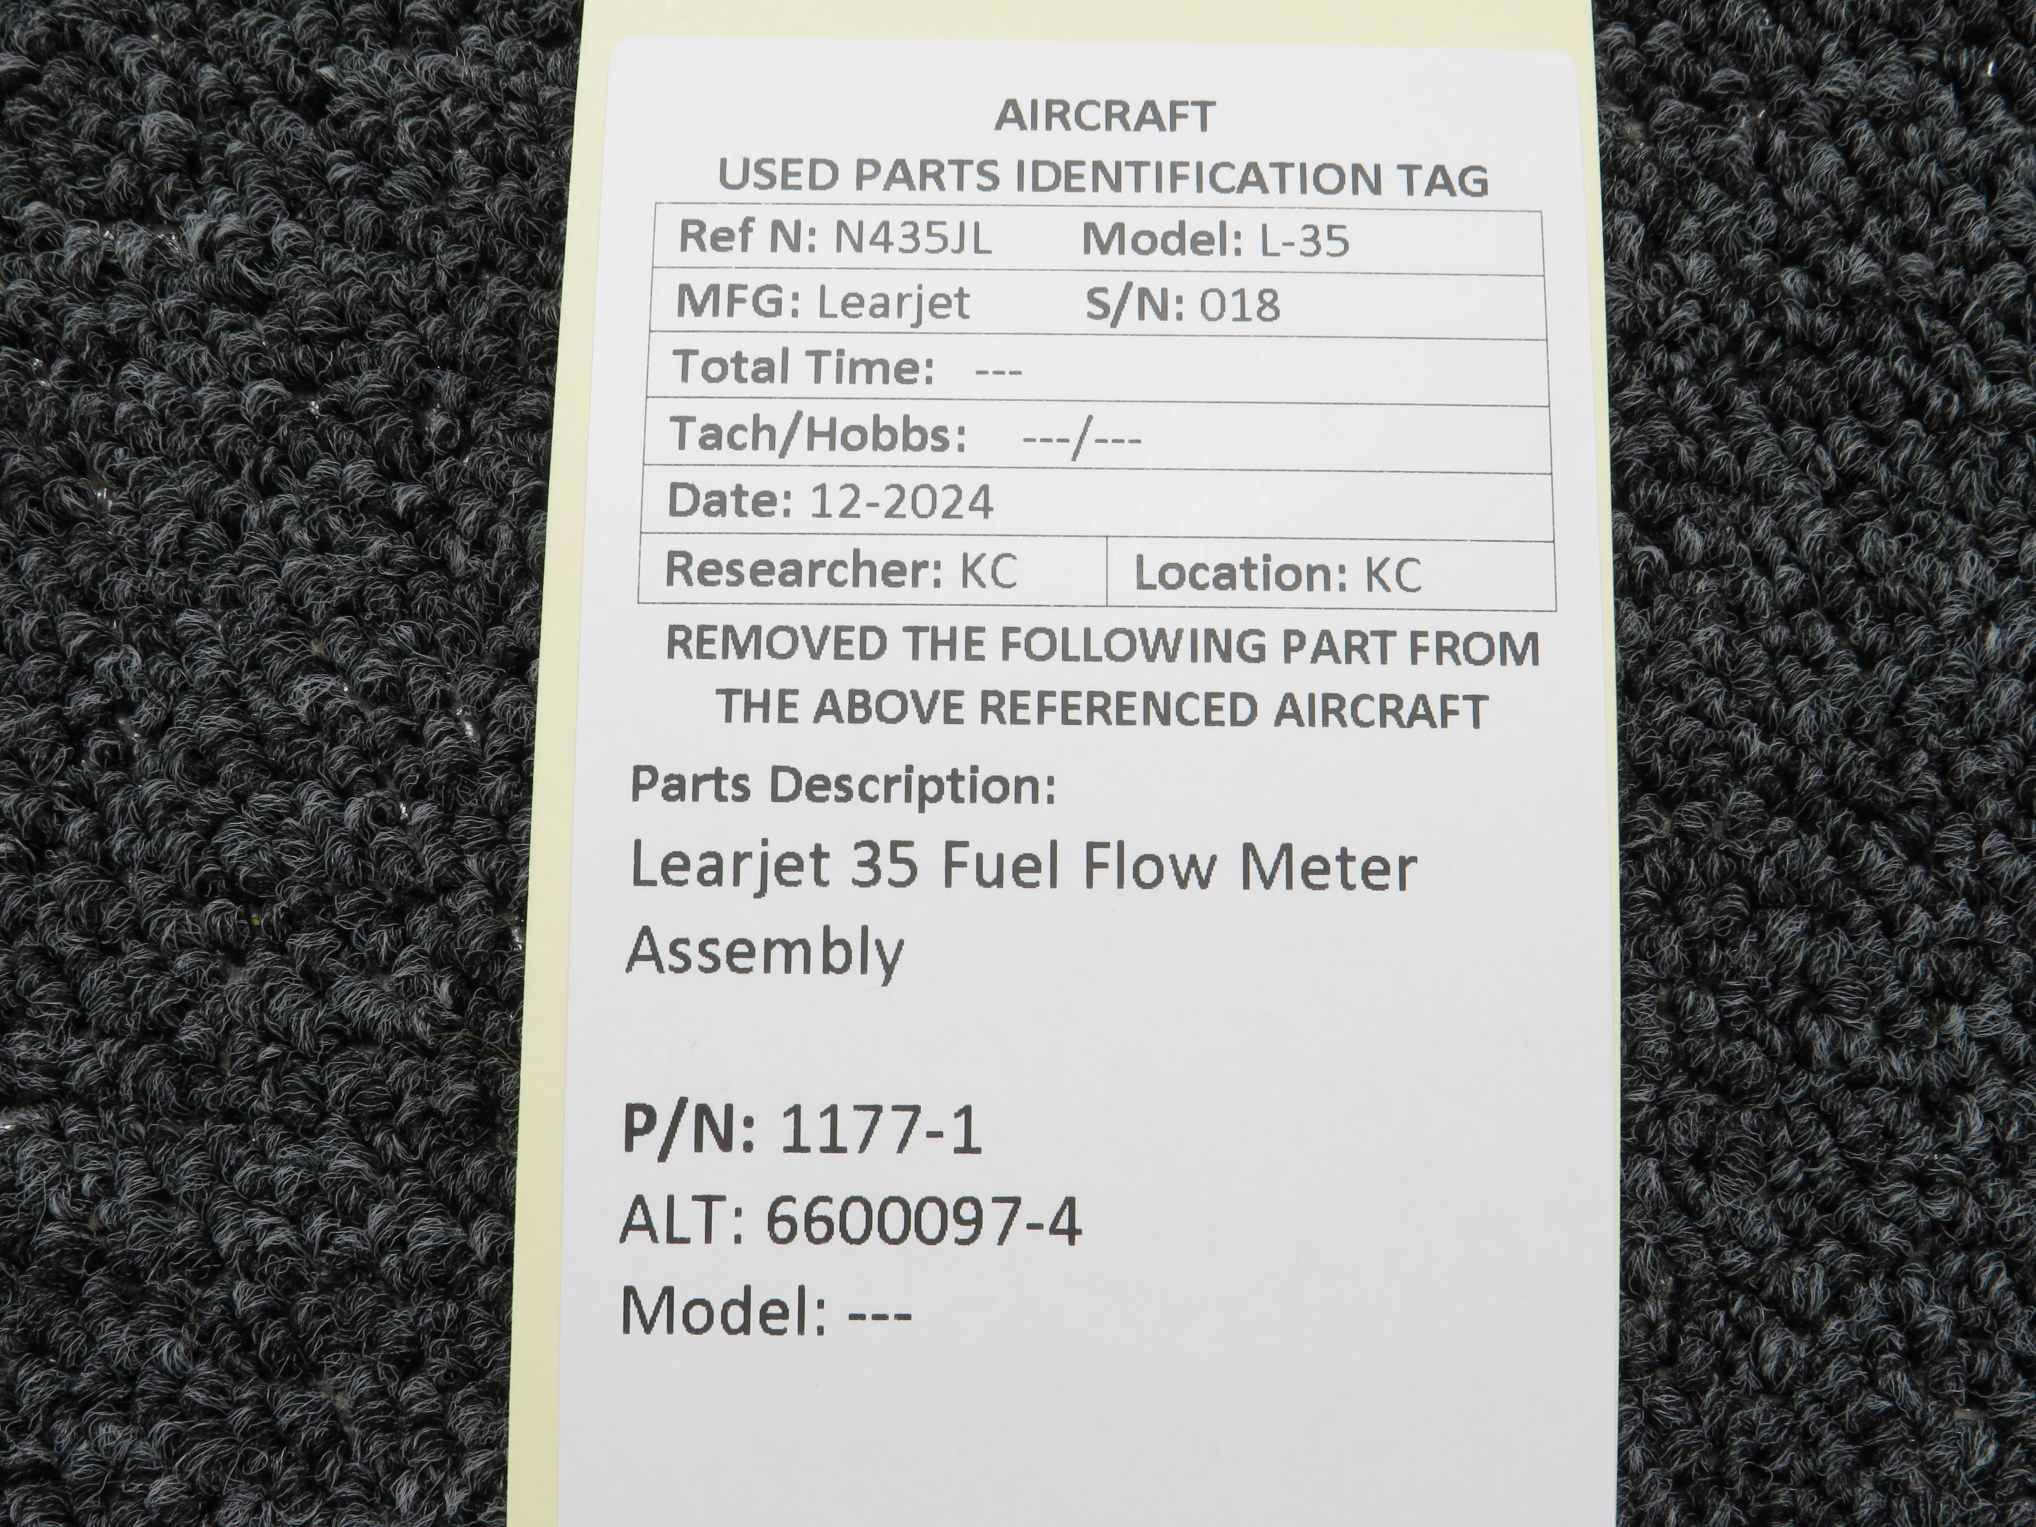 AIRCRAFT
USED PARTS IDENTIFICATION TAG
Ref N: N435JL Model: L-35
MFG: Learjet S/N: 018
Total Time: ---
Tach/Hobbs: ---/---
Date: 12-2024
Researcher: KC Location: KC
REMOVED THE FOLLOWING PART FROM
THE ABOVE REFERENCED AIRCRAFT
Parts Description:
Learjet 35 Fuel Flow Meter
Assembly
P/N: 1177-1
ALT: 6600097-4
Model: ---